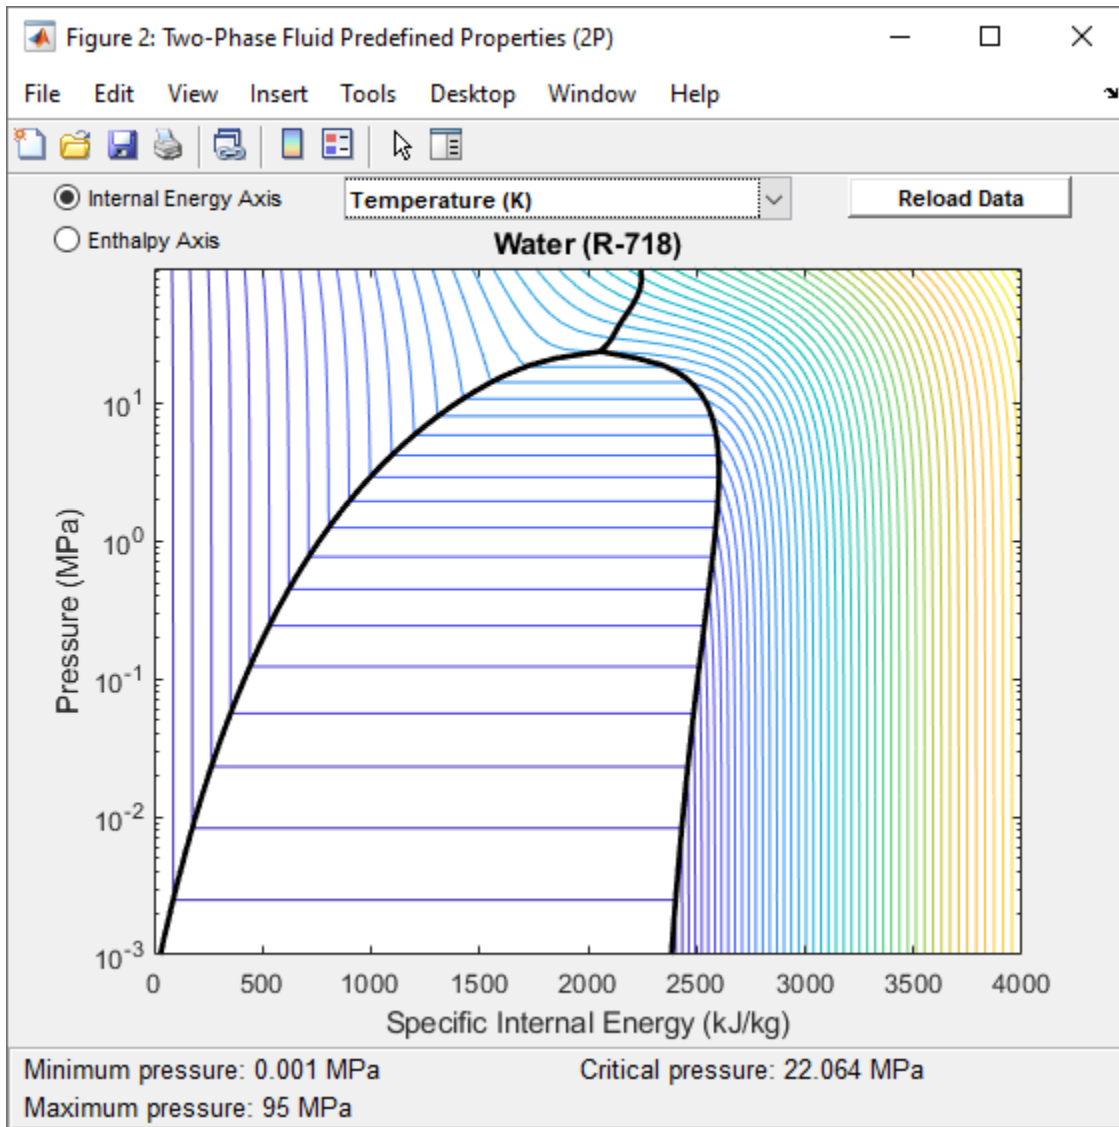 Figure 2: Two-Phase Fluid Predefined Properties (2P)
File Edit View Insert Tools Desktop Window Help
Internal Energy Axis
Temperature (K)
Reload Data
Enthalpy Axis
Water (R-718)
Pressure (MPa)
10^1
10^0
10^-1
10^-2
10^-3
0 500 1000 1500 2000 2500 3000 3500 4000
Specific Internal Energy (kJ/kg)
Minimum pressure: 0.001 MPa Critical pressure: 22.064 MPa
Maximum pressure: 95 MPa